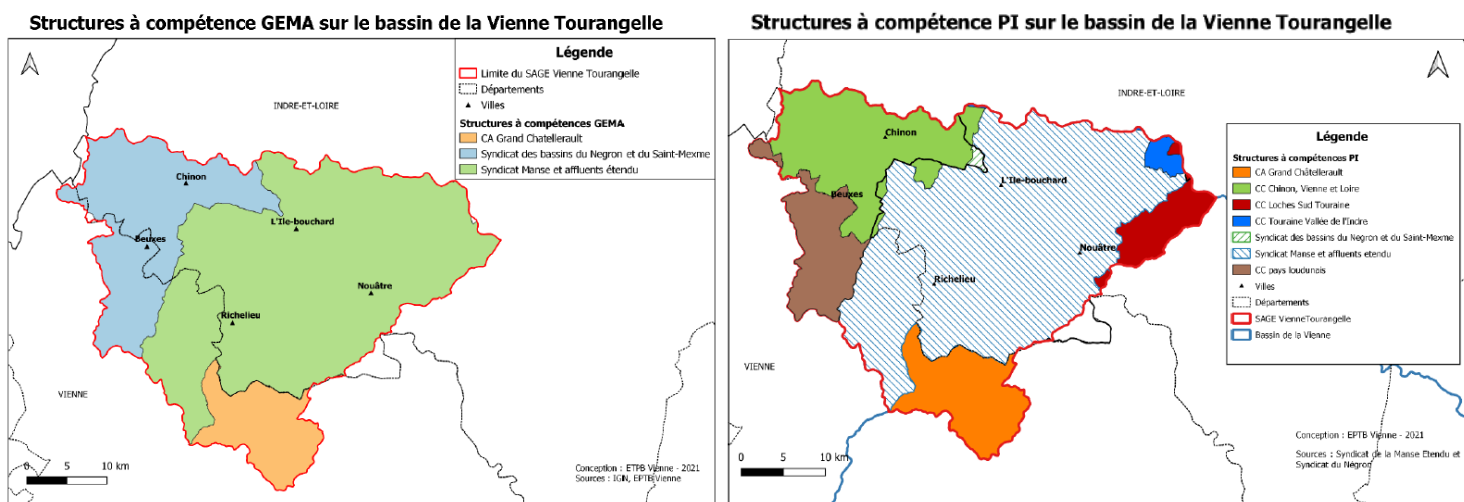 Structures à compétence GEMA sur le bassin de la Vienne Tourangelle
Légende
Limite du SAGE Vienne Tourangelle
Départements
Villes
Structures à compétences GEMA
CA Grand Chatellerault
Syndicat des bassins du Negron et du Saint-Mexme
Syndicat Manse et affluents étendu
INDRE-ET-LOIRE
Chinon
L'Ile-bouchard
Beuxes
Nouâtre
Richelieu
VIENNE
0 5 10 km
Conception : ETPB Vienne - 2021
Sources : IGN, EPTB Vienne
Structures à compétence PI sur le bassin de la Vienne Tourangelle
INDRE-ET-LOIRE
Chinon
L'Ile-bouchard
Beuxes
Nouâtre
Richelieu
VIENNE
Légende
Structures à compétences PI
CA Grand Châtellerault
CC Chinon, Vienne et Loire
CC Loches Sud Touraine
CC Touraine Vallée de l'Indre
Syndicat des bassins du Negron et du Saint-Mexme
Syndicat Manse et affluents etendu
CC pays loudunais
Villes
Départements
SAGE VienneTourangelle
Bassin de la Vienne
0 5 10 km
Conception : EPTB Vienne - 2021
Sources : Syndicat de la Manse Etendu et
Syndicat du Négron